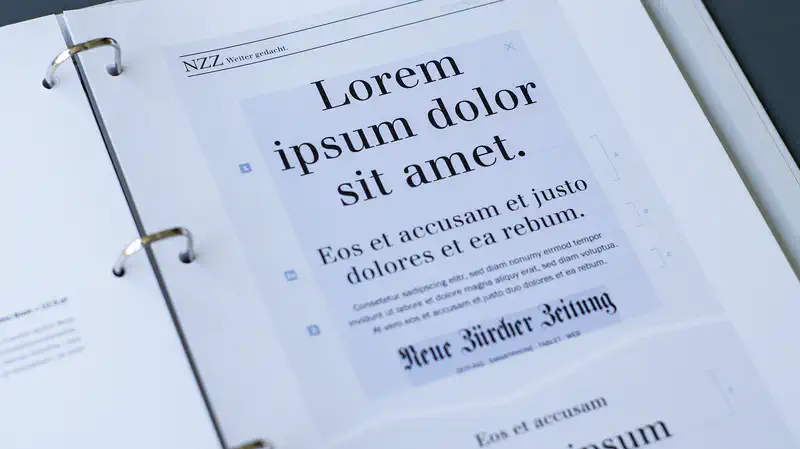 NZZ Weiter gedacht.
Lorem
ipsum dolor
sit amet.
Eos et accusam et justo
dolores et ea rebum.
Consetetur sadipscing elitr, sed diam nonumy eirmod tempor
invidunt ut labore et dolore magna aliquy erat, sed diam voluptua.
At vero eos et accusam et justo duo dolores et ea rebum.
Neue Zürcher Zeitung
ZEITUNG · SMARTPHONE · TABLET · WEB
Eos et accusam
ipsum